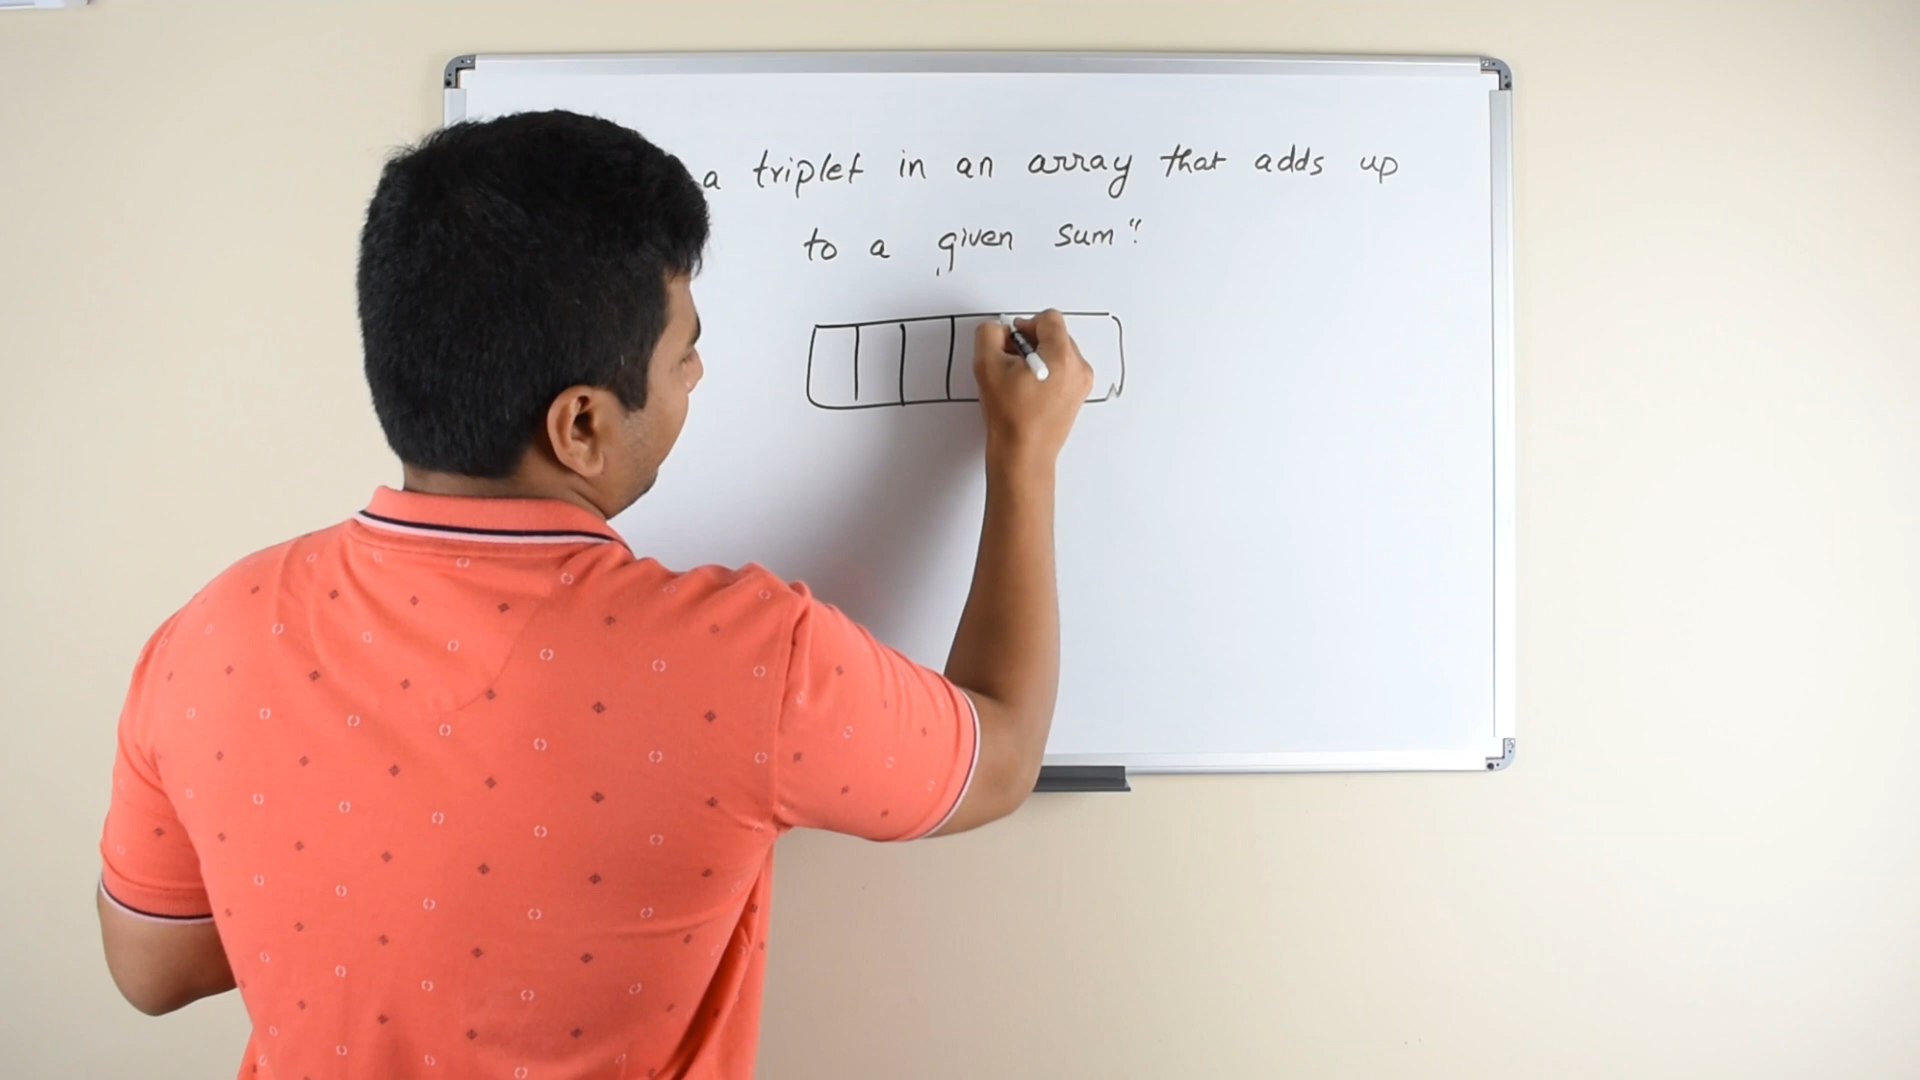 a triplet in an array that adds up
to a given sum"